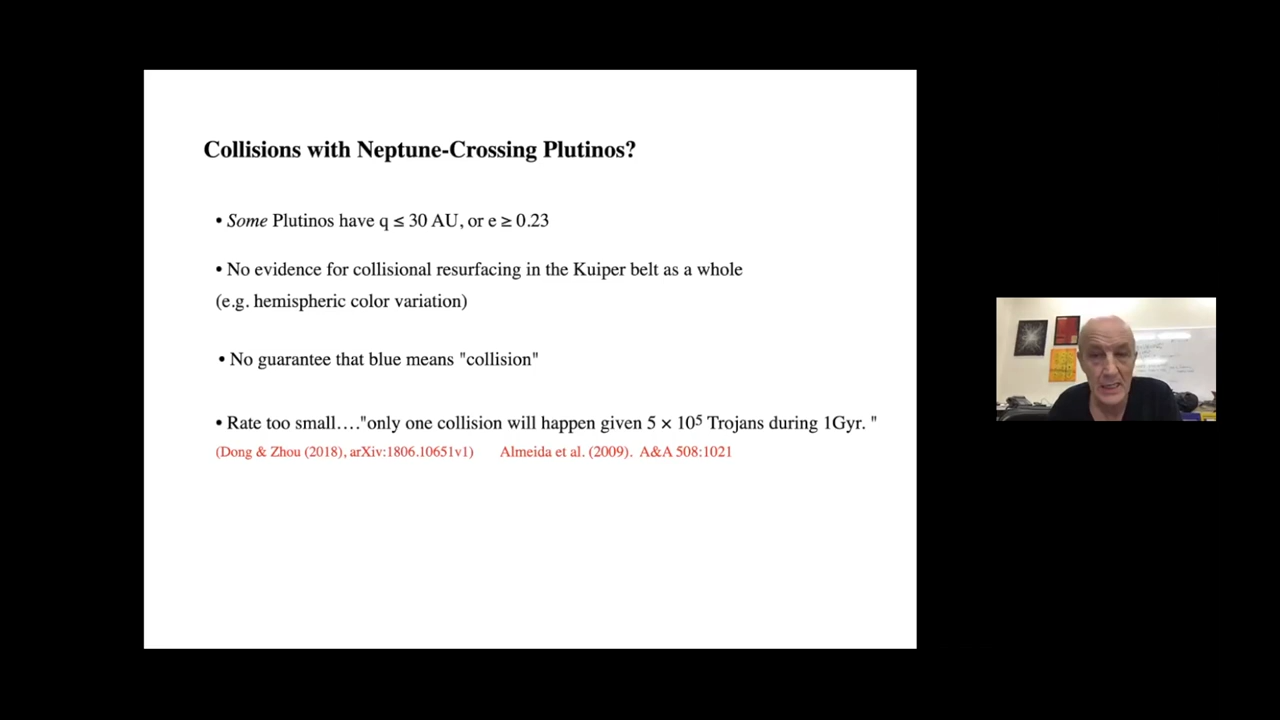 Collisions with Neptune-Crossing Plutinos?
• Some Plutinos have q ≤ 30 AU, or e ≥ 0.23
• No evidence for collisional resurfacing in the Kuiper belt as a whole
(e.g. hemispheric color variation)
• No guarantee that blue means "collision"
• Rate too small…."only one collision will happen given 5 × 10⁵ Trojans during 1Gyr. "
(Dong & Zhou (2018), arXiv:1806.10651v1) Almeida et al. (2009). A&A 508:1021